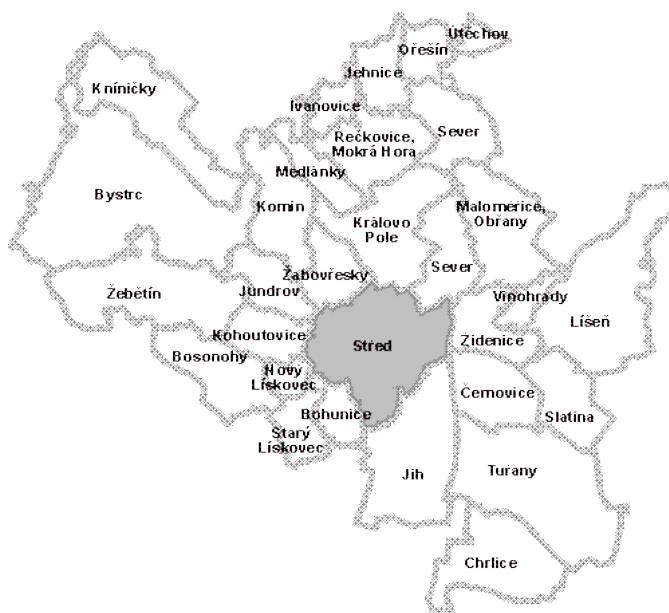 Útěchov
Ořešín
Jehnice
Kníničky
Ivanovice
Řečkovice,
Mokrá Hora
Sever
Medlánky
Bystrc
Komín
Královo
Pole
Maloměřice,
Obřany
Žabovřesky
Sever
Žebětín
Jundrov
Vinohrady
Líšeň
Kohoutovice
Střed
Židenice
Bosonohy
Nový
Lískovec
Černovice
Bohunice
Slatina
Starý
Lískovec
Jih
Tuřany
Chrlice